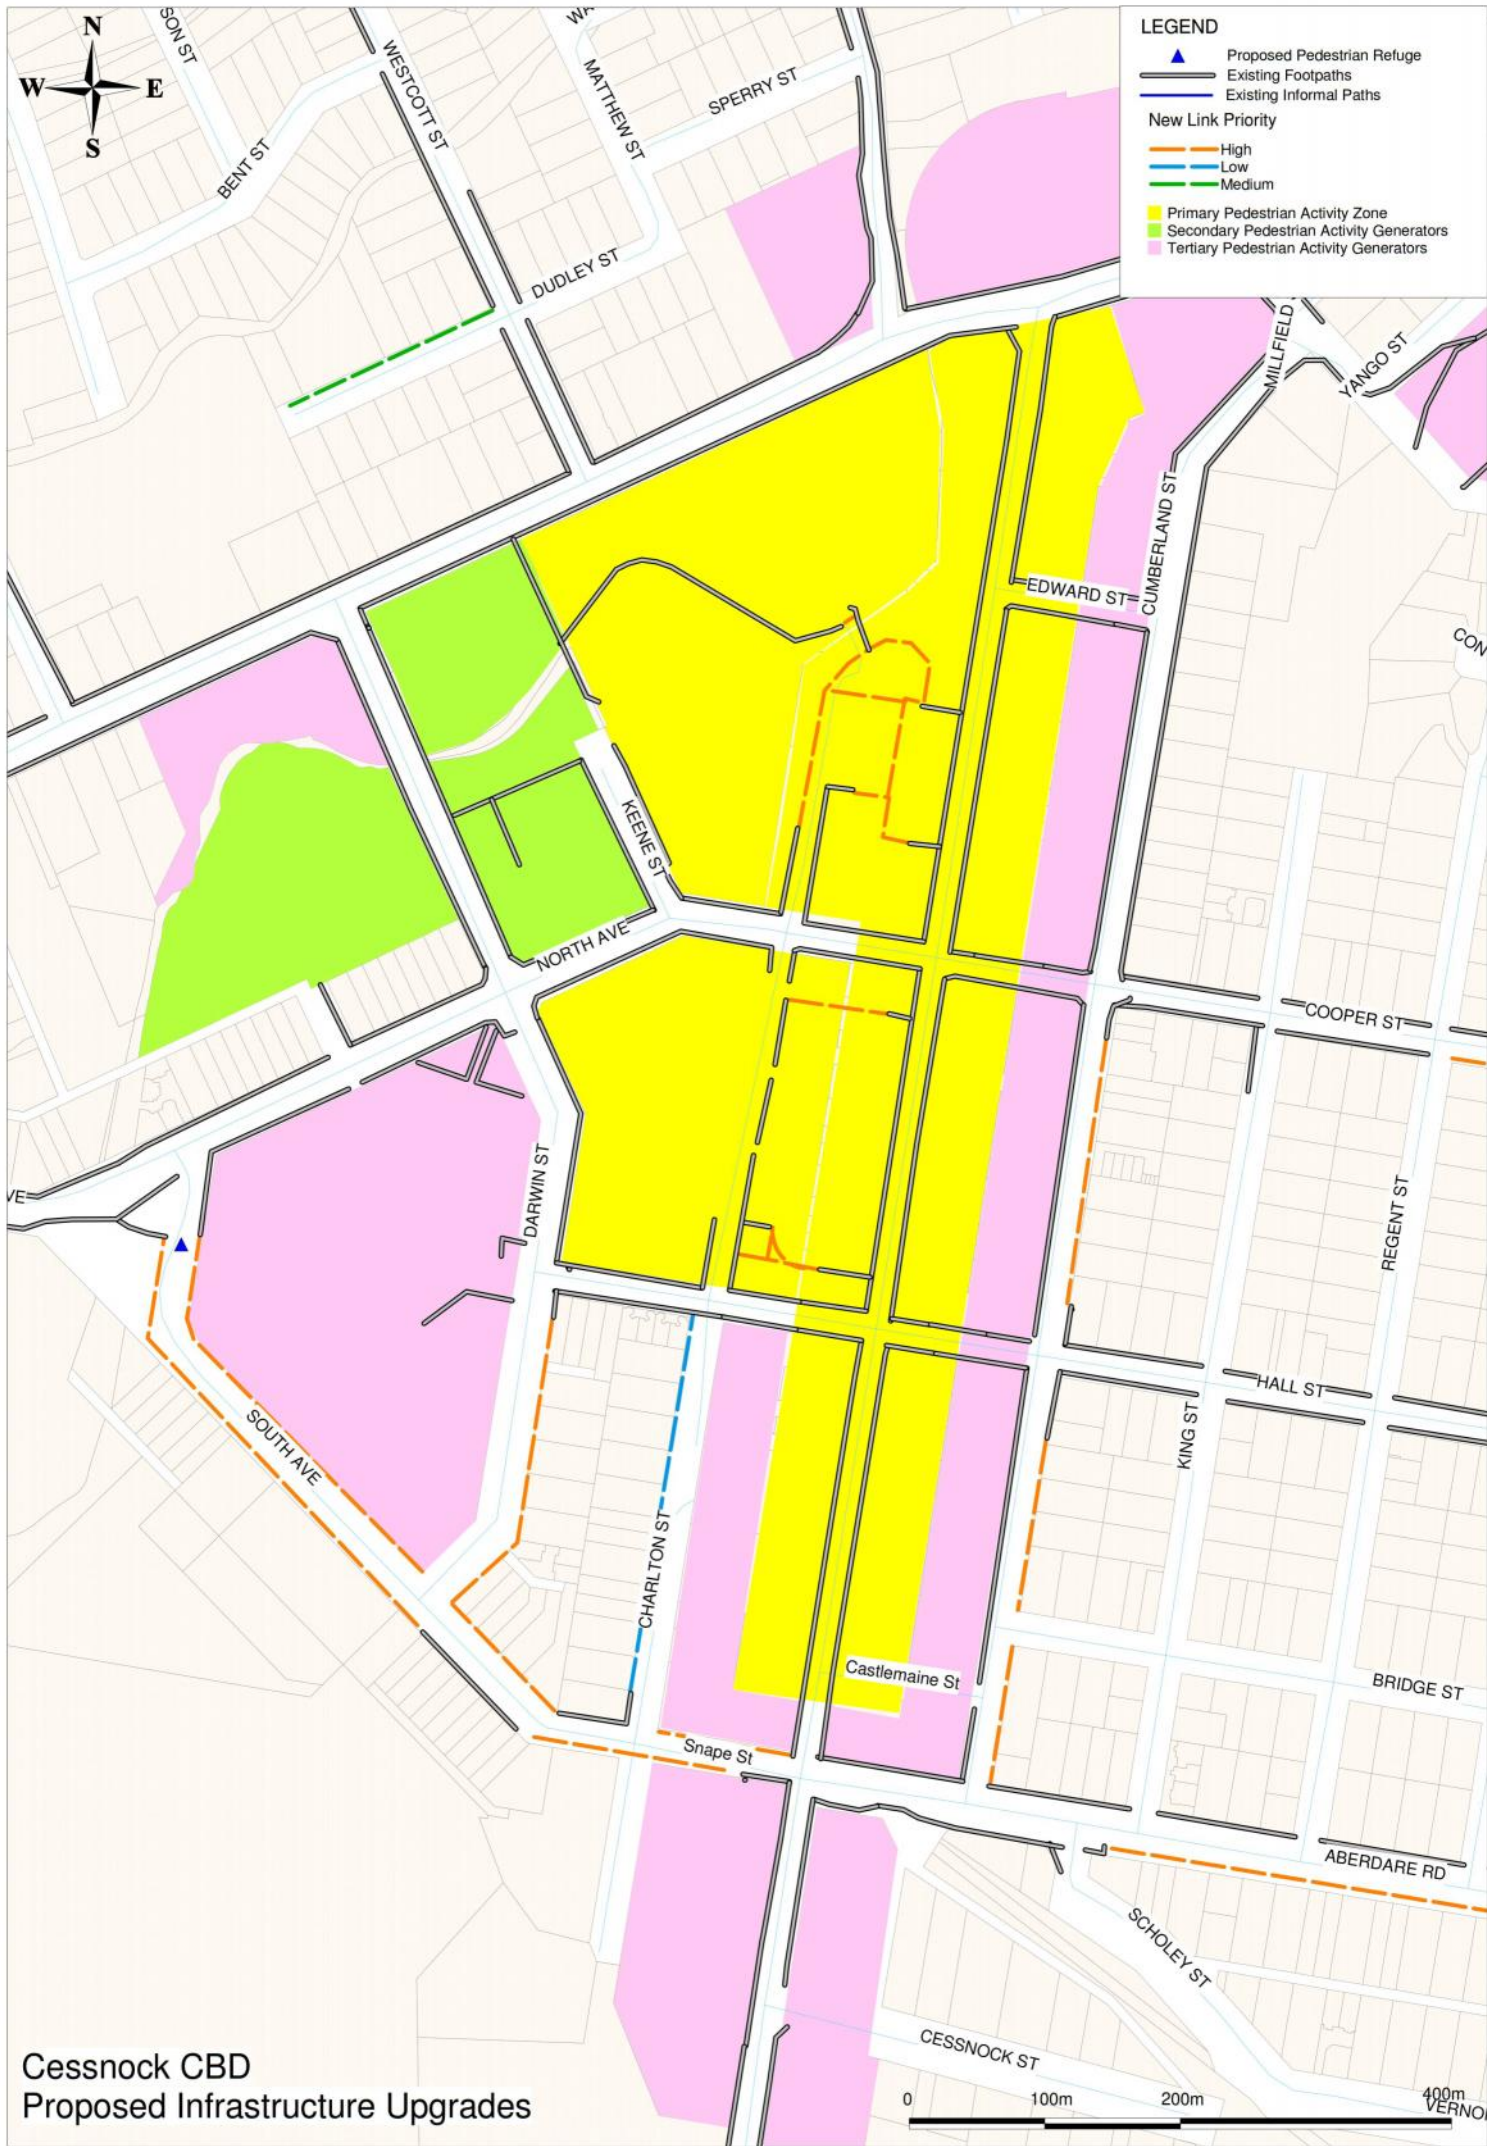 N
W E
S
SON ST
WESTCOTT ST
MATTHEW ST
SPERRY ST
BENT ST
DUDLEY ST
LEGEND
Proposed Pedestrian Refuge
Existing Footpaths
Existing Informal Paths
New Link Priority
High
Low
Medium
Primary Pedestrian Activity Zone
Secondary Pedestrian Activity Generators
Tertiary Pedestrian Activity Generators
MILLFIELD
YANGO ST
CUMBERLAND ST
EDWARD ST
CON
KEENE ST
NORTH AVE
COOPER ST
DARWIN ST
VE
REGENT ST
HALL ST
KING ST
SOUTH AVE
CHARLTON ST
Castlemaine St
BRIDGE ST
Snape St
ABERDARE RD
SCHOLEY ST
CESSNOCK ST
VERNO
Cessnock CBD
Proposed Infrastructure Upgrades
0 100m 200m 400m